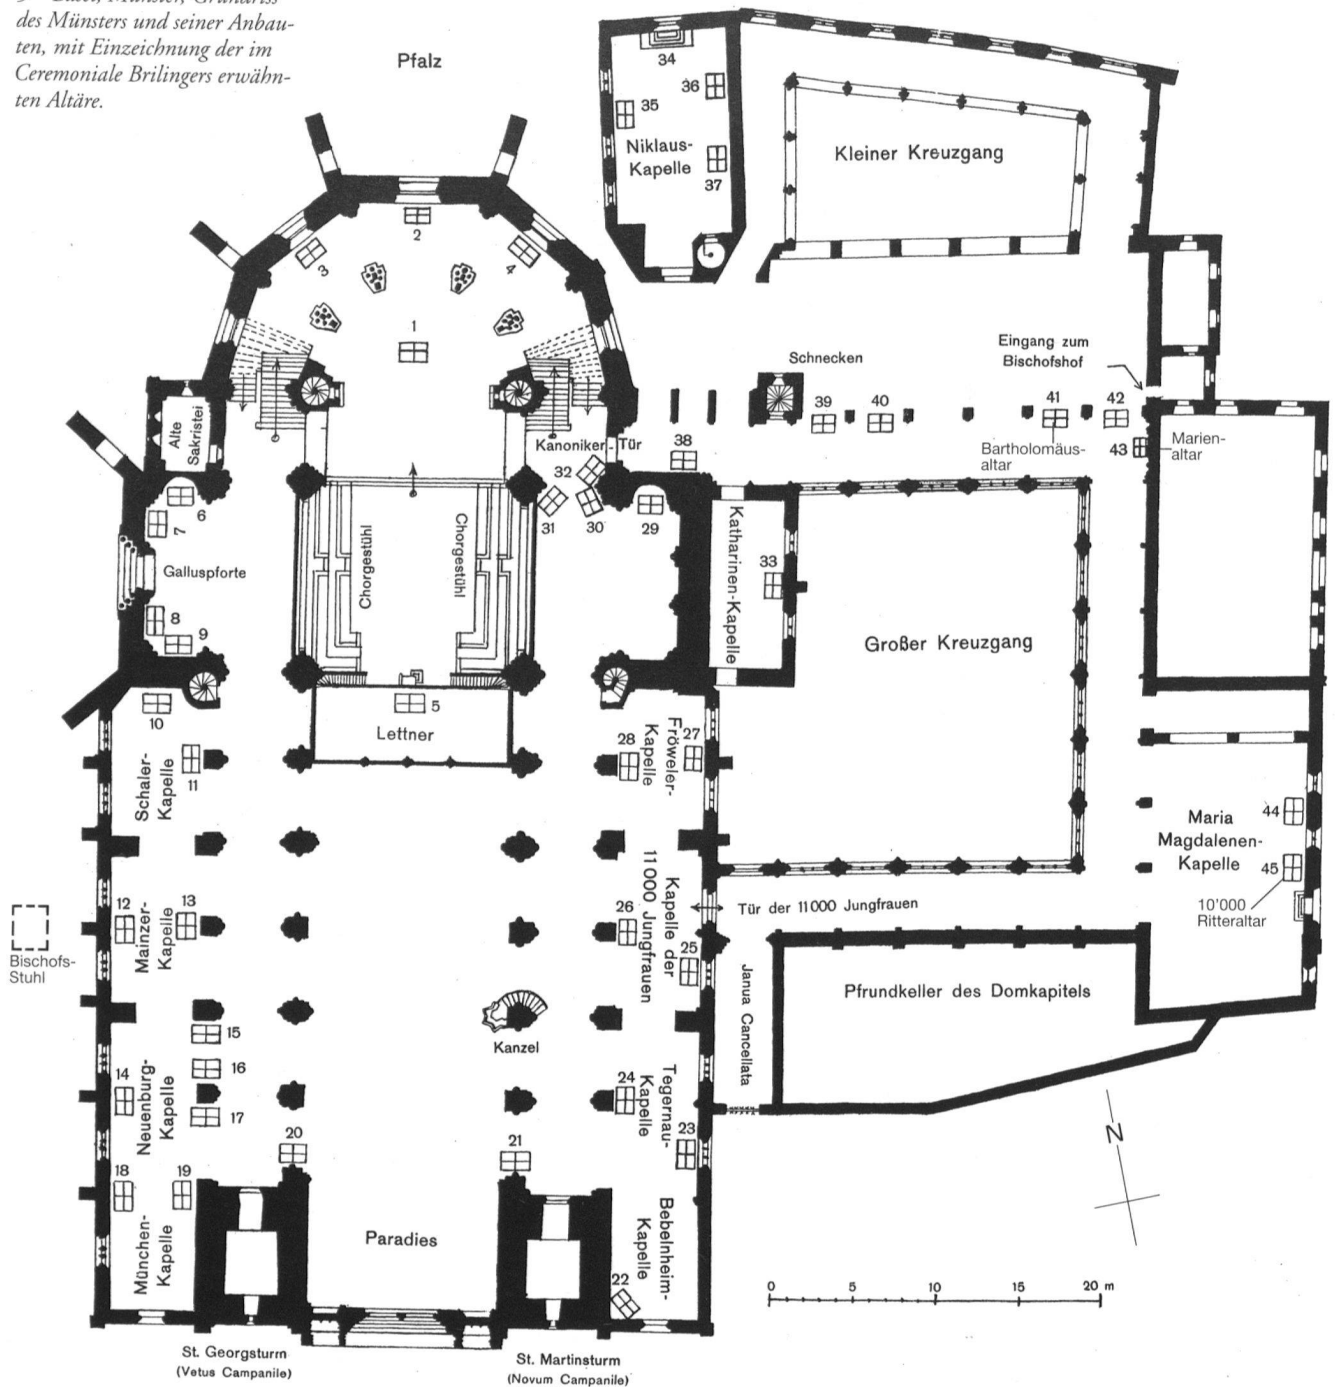 des Münsters und seiner Anbau-
ten, mit Einzeichnung der im
Ceremoniale Brilingers erwähn-
ten Altäre.
Pfalz
34
36
35
Niklaus-
Kapelle
37
Kleiner Kreuzgang
2
3
4
1
Schnecken
Eingang zum
Bischofshof
39
40
41
42
43
Bartholomäus-
altar
Marien-
altar
Alte
Sakristei
Kanoniker-Tür
38
32
31
30
29
6
7
Galluspforte
8
9
Chorgestühl
Chorgestühl
Katharinen-Kapelle
33
Großer Kreuzgang
5
Lettner
10
11
Schaler-
Kapelle
28
27
Fröweler-
Kapelle
Maria
Magdalenen-
Kapelle
44
45
10'000
Ritteraltar
12
13
Mainzer-
Kapelle
Bischofs-
Stuhl
26
25
Kapelle der
11000 Jungfrauen
Tür der 11000 Jungfrauen
Janua Cancellata
Pfrundkeller des Domkapitels
Kanzel
15
16
17
14
Neuenburg-
Kapelle
24
23
Tegernau-
Kapelle
20
21
18
19
München-
Kapelle
Paradies
Bebelnheim-
Kapelle
22
N
0 5 10 15 20 m
St. Georgsturm
(Vetus Campanile)
St. Martinsturm
(Novum Campanile)